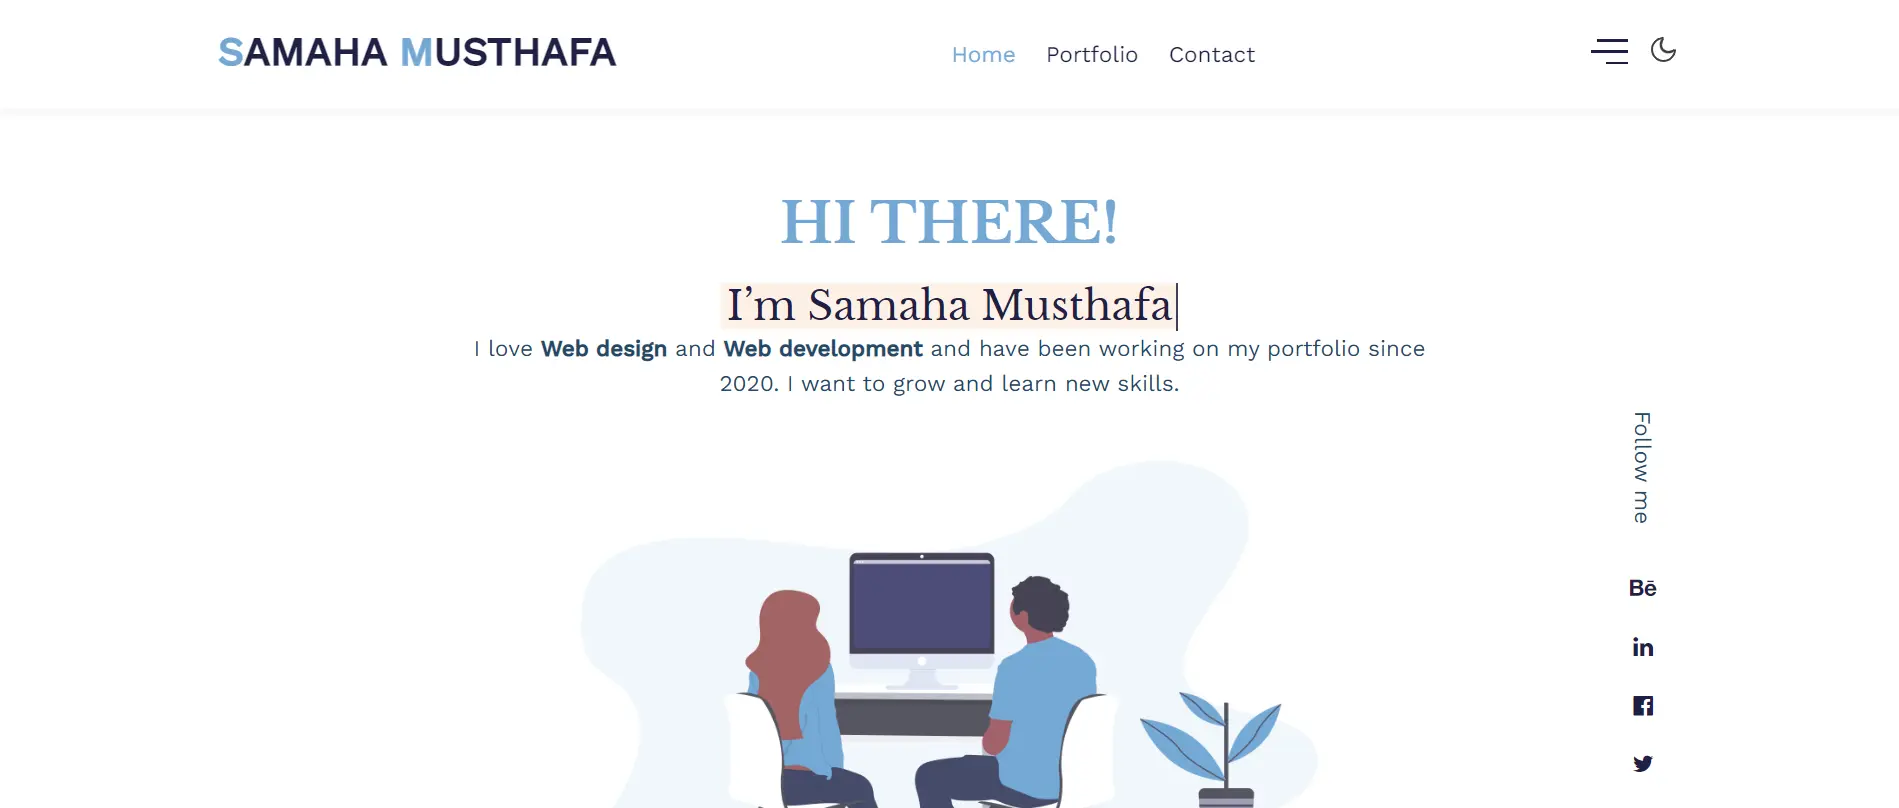 SAMAHA MUSTHAFA
Home Portfolio Contact
HI THERE!
I’m Samaha Musthafa
I love Web design and Web development and have been working on my portfolio since
2020. I want to grow and learn new skills.
Follow me
Bē
in